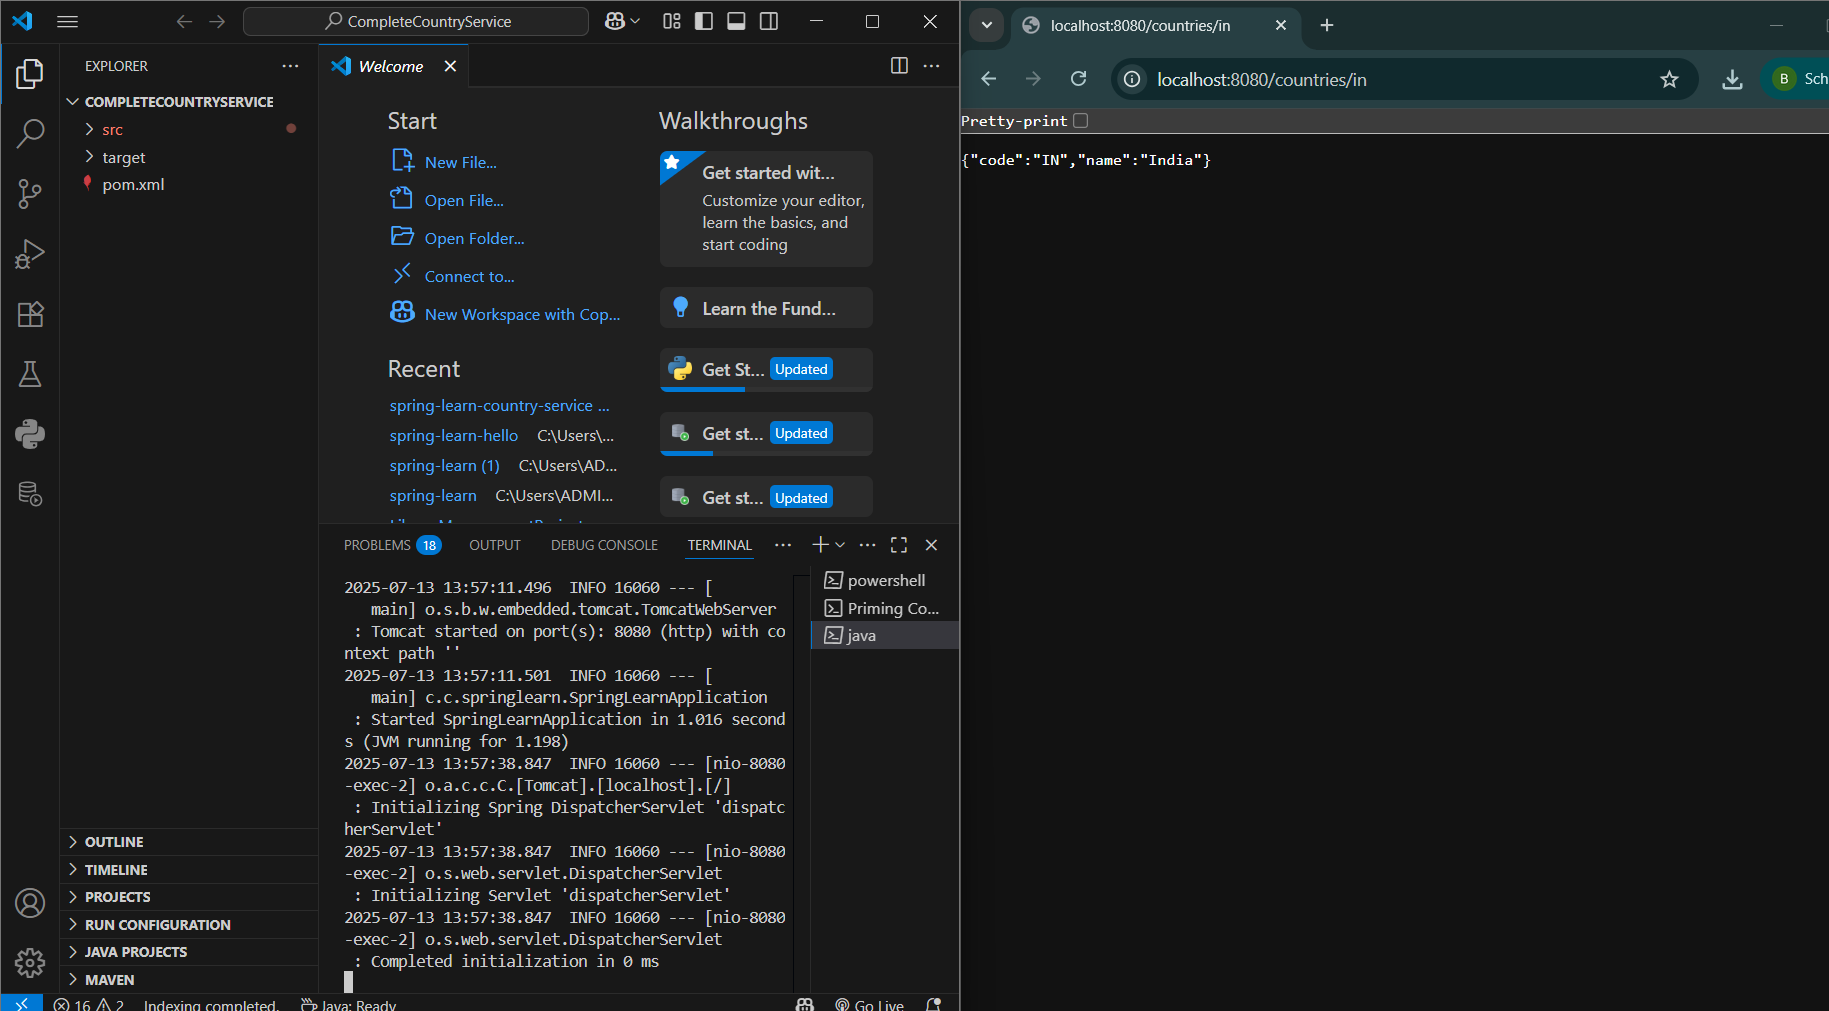 CompleteCountryService
EXPLORER
COMPLETECOUNTRYSERVICE
src
target
pom.xml
OUTLINE
TIMELINE
PROJECTS
RUN CONFIGURATION
JAVA PROJECTS
MAVEN
Welcome
Start
New File...
Open File...
Open Folder...
Connect to...
New Workspace with Cop...
Recent
spring-learn-country-service ...
spring-learn-hello C:\Users\...
spring-learn (1) C:\Users\AD...
spring-learn C:\Users\ADMI...
Walkthroughs
Get started wit...
Customize your editor,
learn the basics, and
start coding
Learn the Fund...
Get St... Updated
Get st... Updated
Get st... Updated
PROBLEMS 18 OUTPUT DEBUG CONSOLE TERMINAL
2025-07-13 13:57:11.496  INFO 16060 --- [
main] o.s.b.w.embedded.tomcat.TomcatWebServer
: Tomcat started on port(s): 8080 (http) with co
ntext path ''
2025-07-13 13:57:11.501  INFO 16060 --- [
main] c.c.springlearn.SpringLearnApplication
: Started SpringLearnApplication in 1.016 second
s (JVM running for 1.198)
2025-07-13 13:57:38.847  INFO 16060 --- [nio-8080
-exec-2] o.a.c.c.C.[Tomcat].[localhost].[/]
: Initializing Spring DispatcherServlet 'dispatc
herServlet'
2025-07-13 13:57:38.847  INFO 16060 --- [nio-8080
-exec-2] o.s.web.servlet.DispatcherServlet
: Initializing Servlet 'dispatcherServlet'
2025-07-13 13:57:38.847  INFO 16060 --- [nio-8080
-exec-2] o.s.web.servlet.DispatcherServlet
: Completed initialization in 0 ms
powershell
Priming Co...
java
16 2 Indexing completed. Java: Ready Go Live
localhost:8080/countries/in
localhost:8080/countries/in
B Sch
Pretty-print
{"code":"IN","name":"India"}